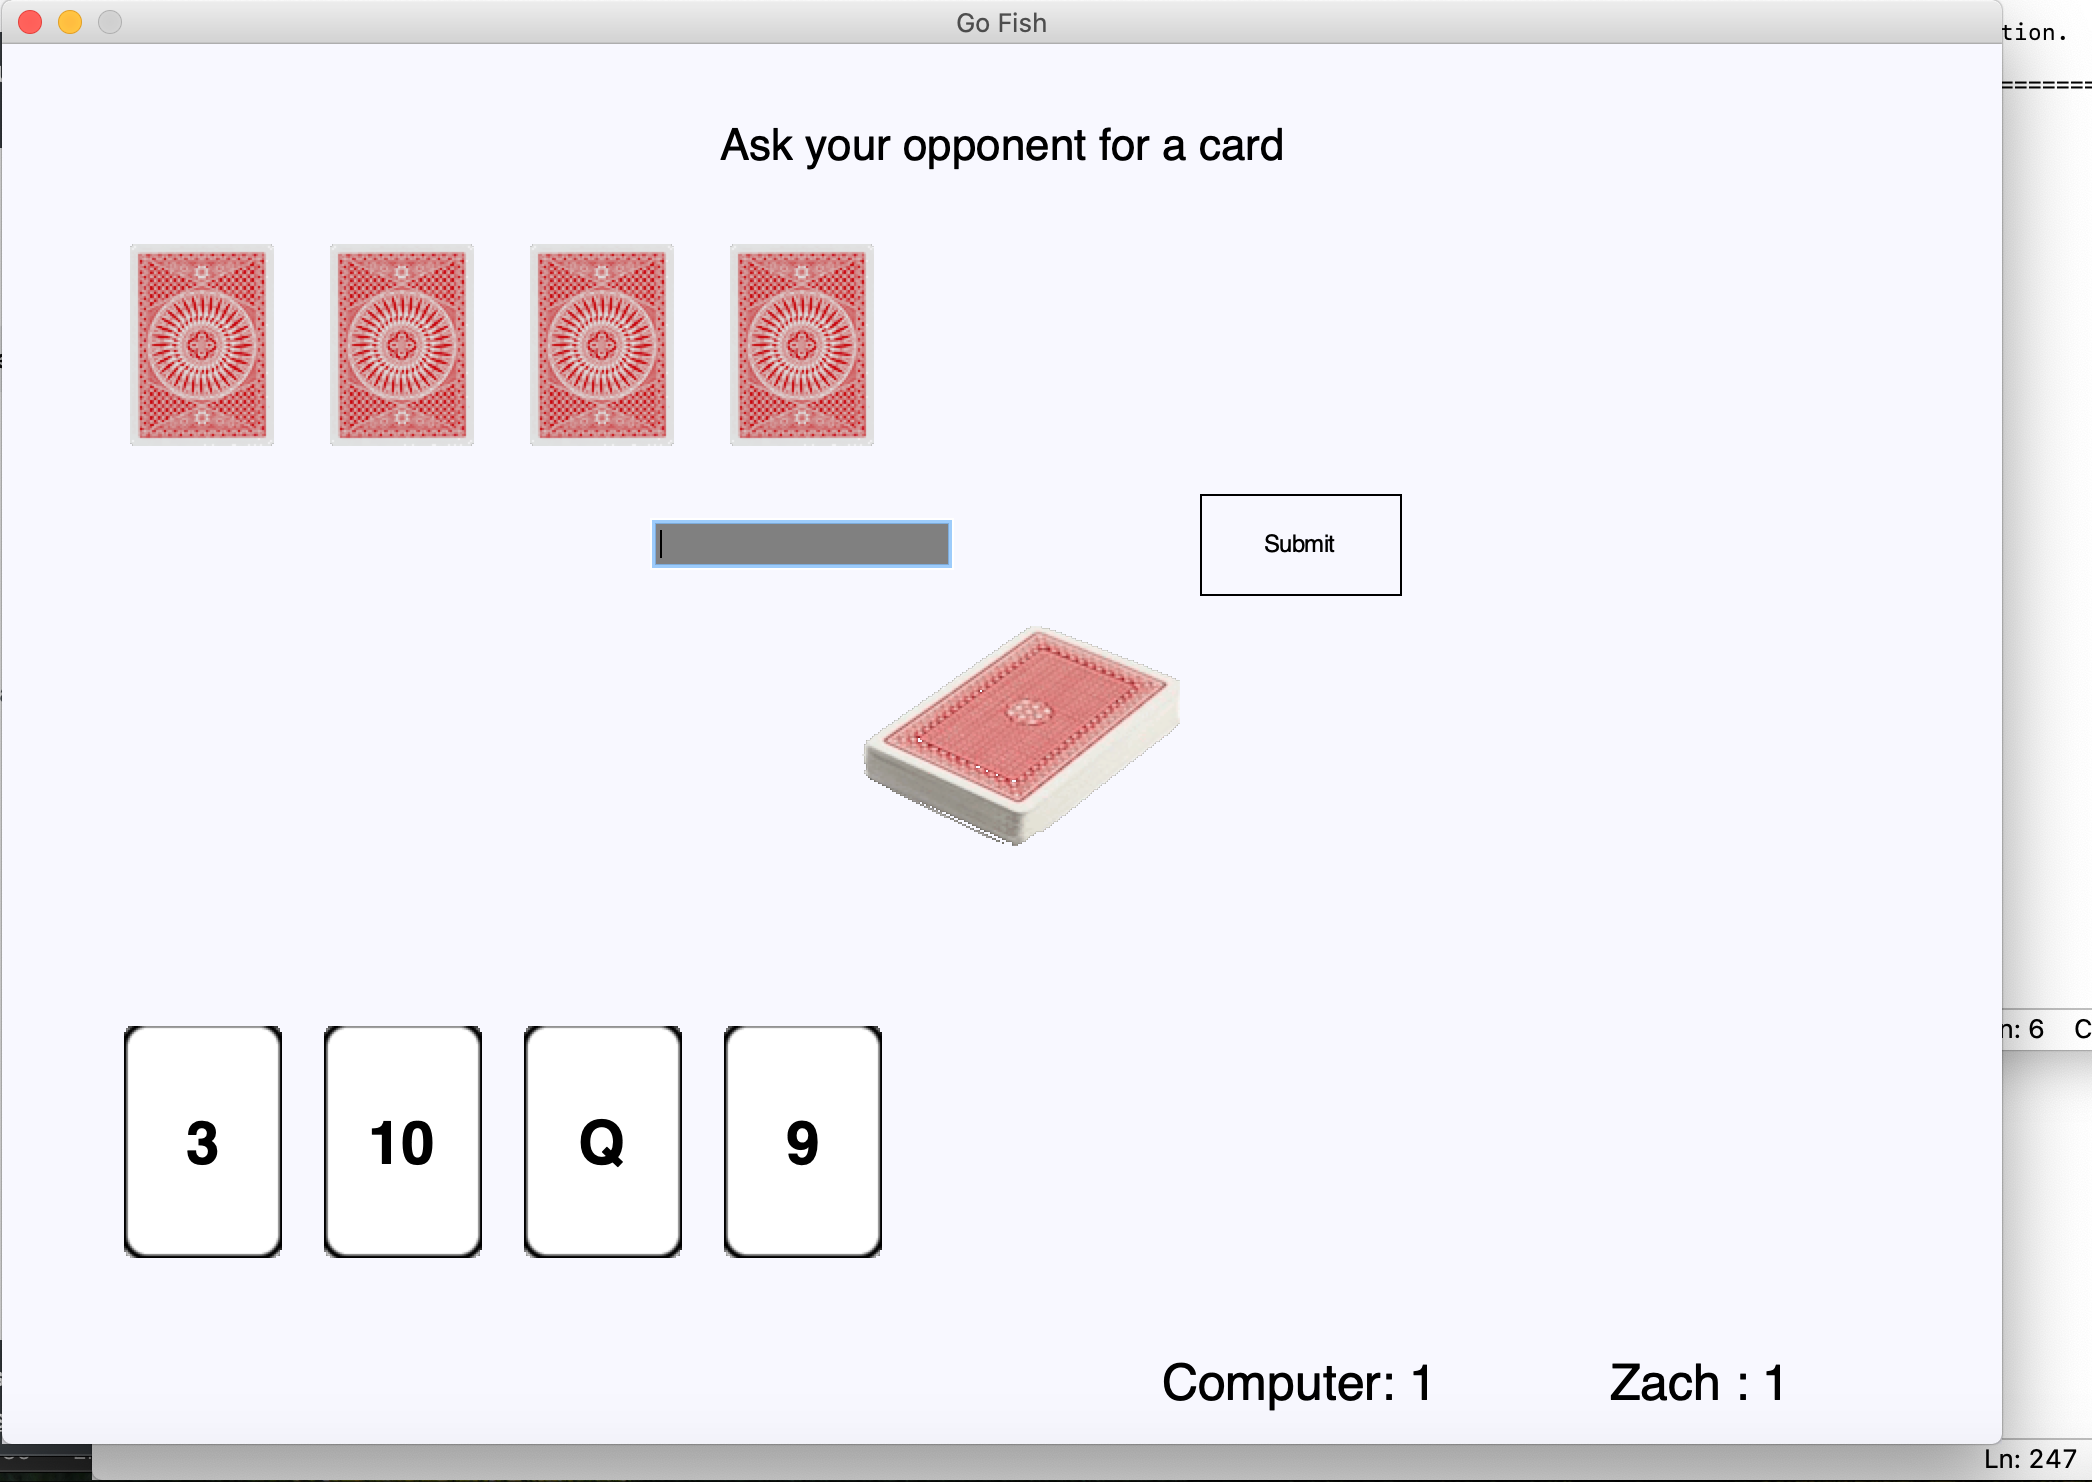 Go Fish
tion.
=======
Ask your opponent for a card
Submit
n: 6 C
3
10
Q
9
Computer: 1
Zach : 1
Ln: 247